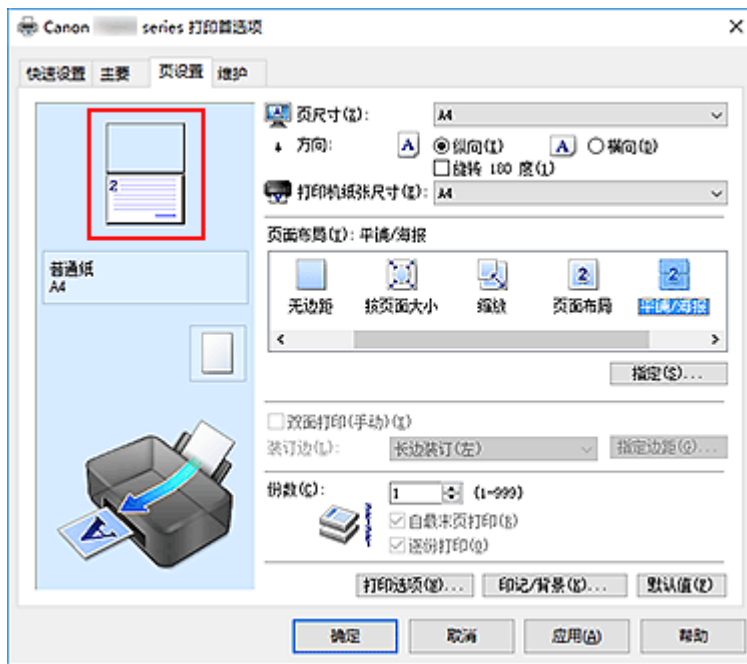 Canon series 打印首选项
快速设置 主要 页设置 维护
2
普通纸
A4
页尺寸(Z): A4
方向: A 纵向(I) A 横向(D)
旋转 180 度(1)
打印机纸张尺寸(E): A4
页面布局(T): 平铺/海报
无边距 按页面大小 缩放 页面布局 平铺/海报
指定(S)...
双面打印(手动)(X)
装订边(L): 长边装订(左) 指定边距(G)...
份数(C): 1 (1-999)
自最末页打印(B)
逐份打印(O)
打印选项(N)... 印记/背景(K)... 默认值(F)
确定 取消 应用(A) 帮助